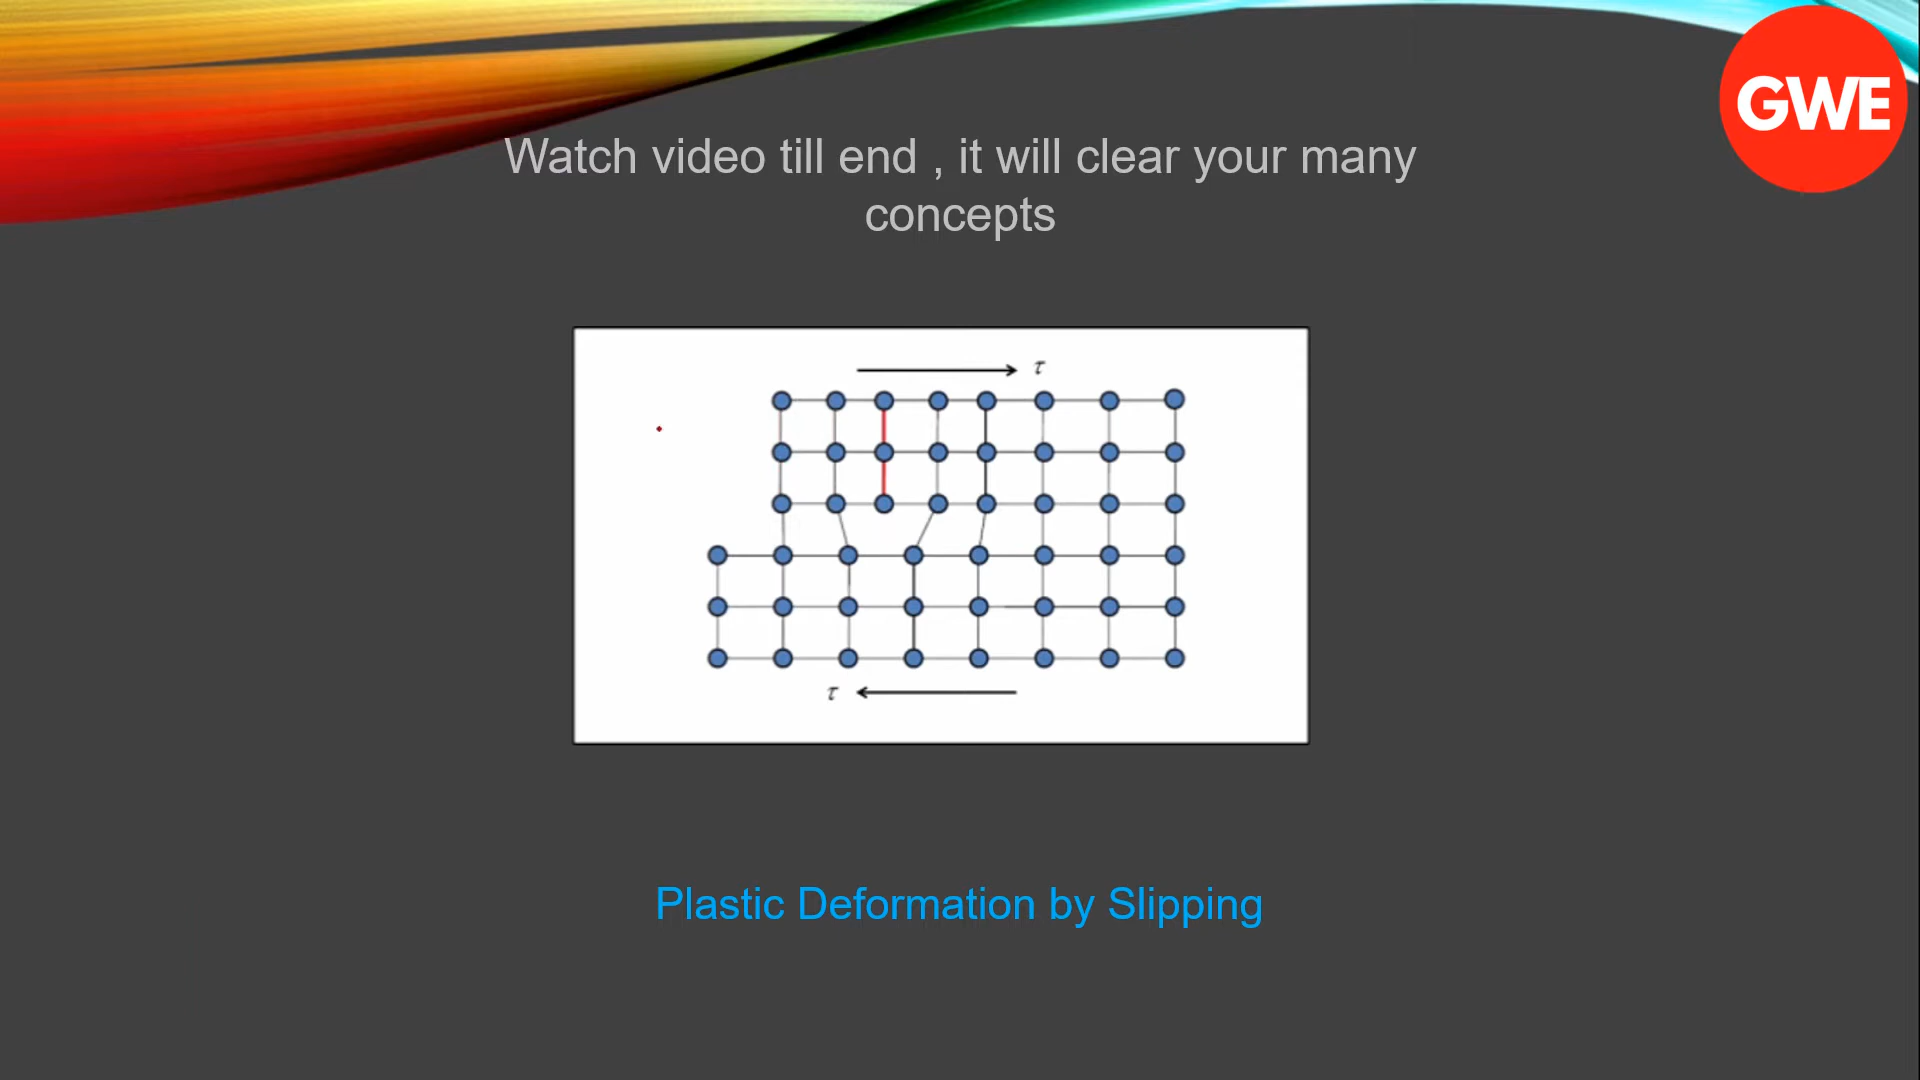 GWE
Watch video till end , it will clear your many
concepts
τ
τ
Plastic Deformation by Slipping